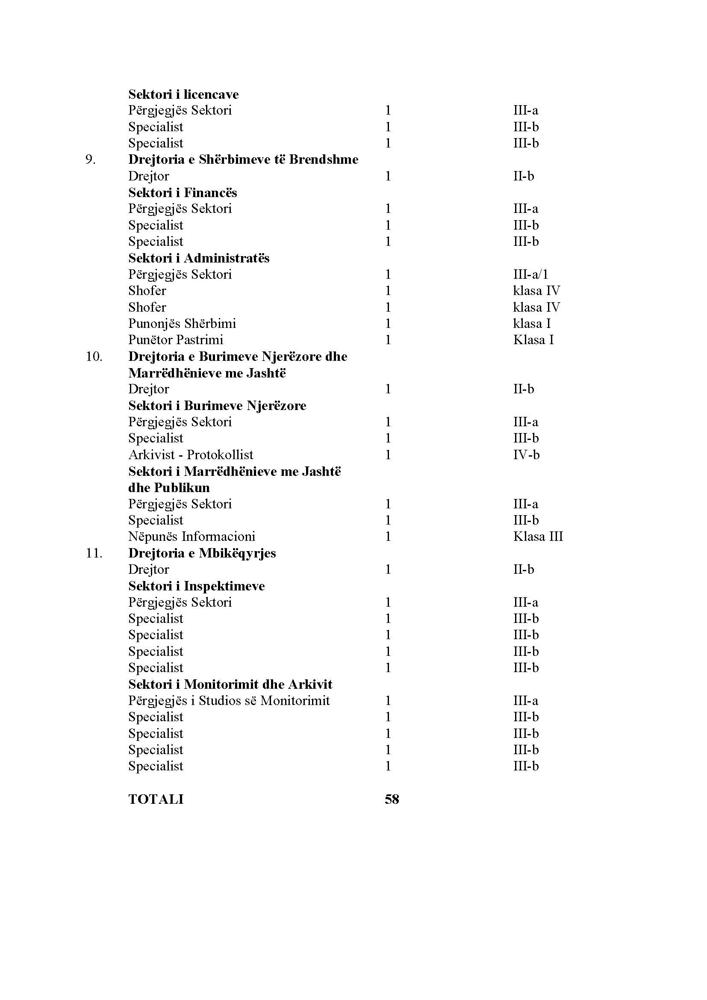 Sektori i licencave
Përgjegjës Sektori 1 III-a
Specialist 1 III-b
Specialist 1 III-b
9. Drejtoria e Shërbimeve të Brendshme
Drejtor 1 II-b
Sektori i Financës
Përgjegjës Sektori 1 III-a
Specialist 1 III-b
Specialist 1 III-b
Sektori i Administratës
Përgjegjës Sektori 1 III-a/1
Shofer 1 klasa IV
Shofer 1 klasa IV
Punonjës Shërbimi 1 klasa I
Punëtor Pastrimi 1 Klasa I
10. Drejtoria e Burimeve Njerëzore dhe
Marrëdhënieve me Jashtë
Drejtor 1 II-b
Sektori i Burimeve Njerëzore
Përgjegjës Sektori 1 III-a
Specialist 1 III-b
Arkivist - Protokollist 1 IV-b
Sektori i Marrëdhënieve me Jashtë
dhe Publikun
Përgjegjës Sektori 1 III-a
Specialist 1 III-b
Nëpunës Informacioni 1 Klasa III
11. Drejtoria e Mbikëqyrjes
Drejtor 1 II-b
Sektori i Inspektimeve
Përgjegjës Sektori 1 III-a
Specialist 1 III-b
Specialist 1 III-b
Specialist 1 III-b
Specialist 1 III-b
Sektori i Monitorimit dhe Arkivit
Përgjegjës i Studios së Monitorimit 1 III-a
Specialist 1 III-b
Specialist 1 III-b
Specialist 1 III-b
Specialist 1 III-b
TOTALI 58